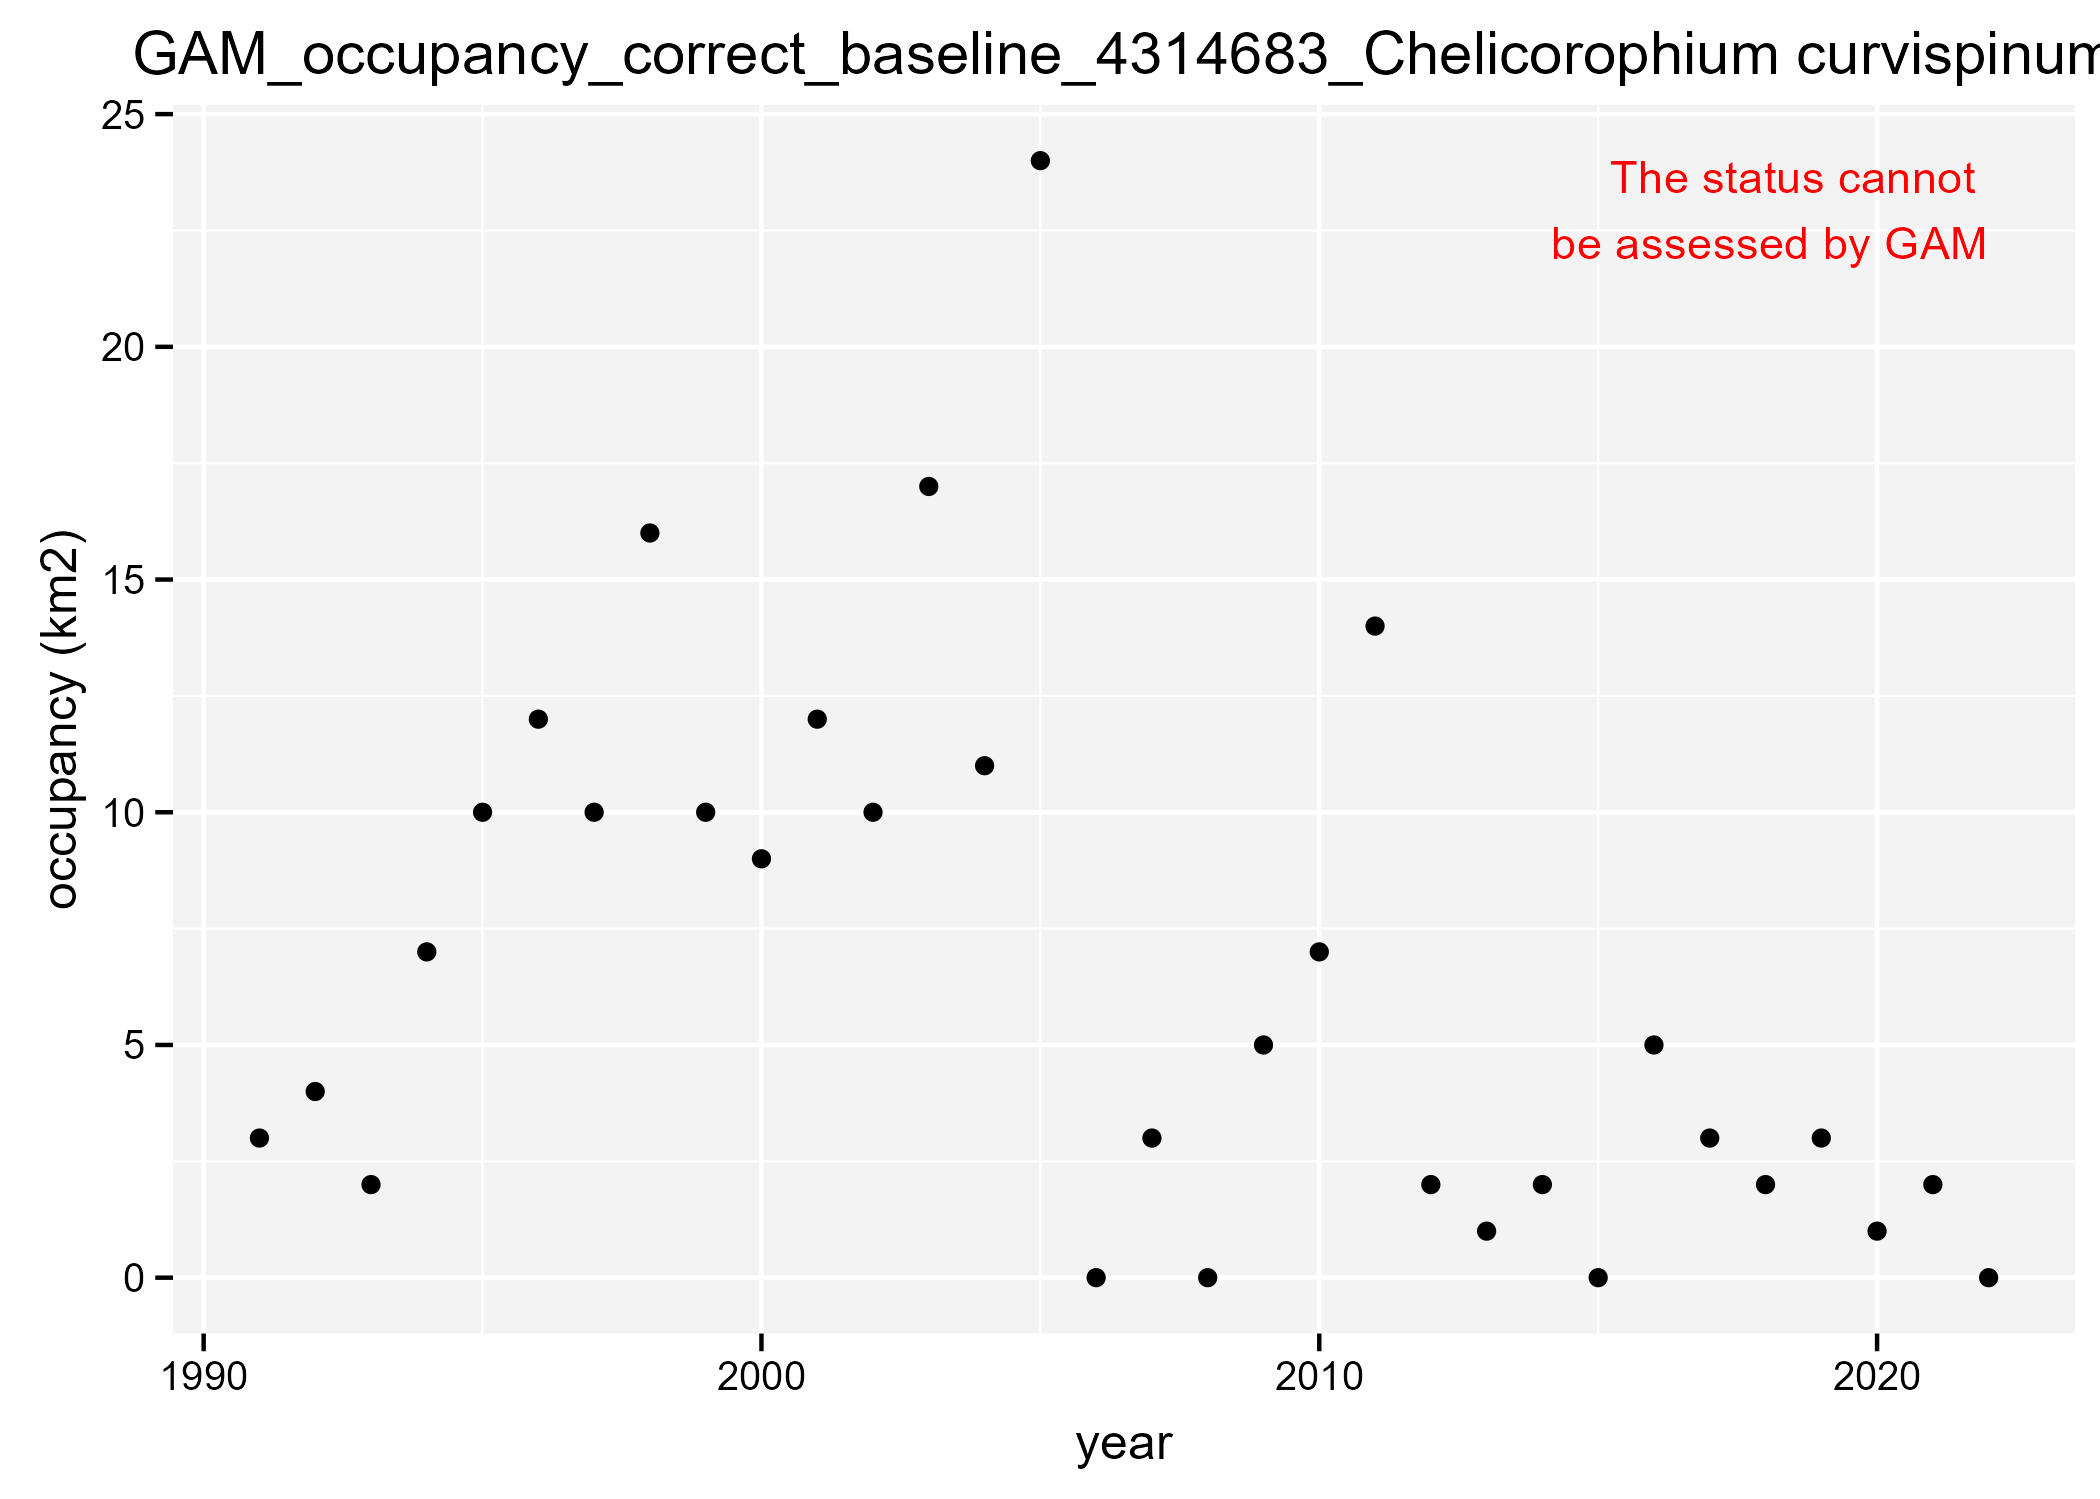 GAM_occupancy_correct_baseline_4314683_Chelicorophium curvispinum
25
The status cannot
be assessed by GAM
20
15
10
5
0
occupancy (km2)
1990 2000 2010 2020
year